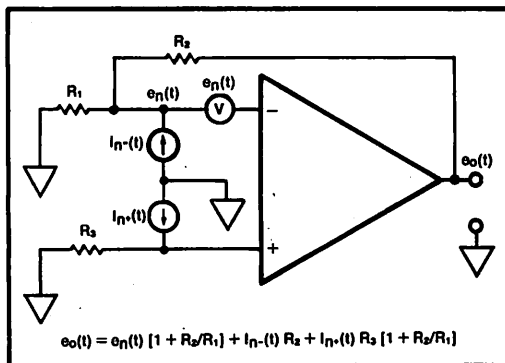 R₂
R₁
eₙ(t)
eₙ(t)
V
−
Iₙ-(t)
eₒ(t)
Iₙ+(t)
R₃
+
eₒ(t) = eₙ(t) [1 + R₂/R₁] + Iₙ-(t) R₂ + Iₙ+(t) R₃ [1 + R₂/R₁]